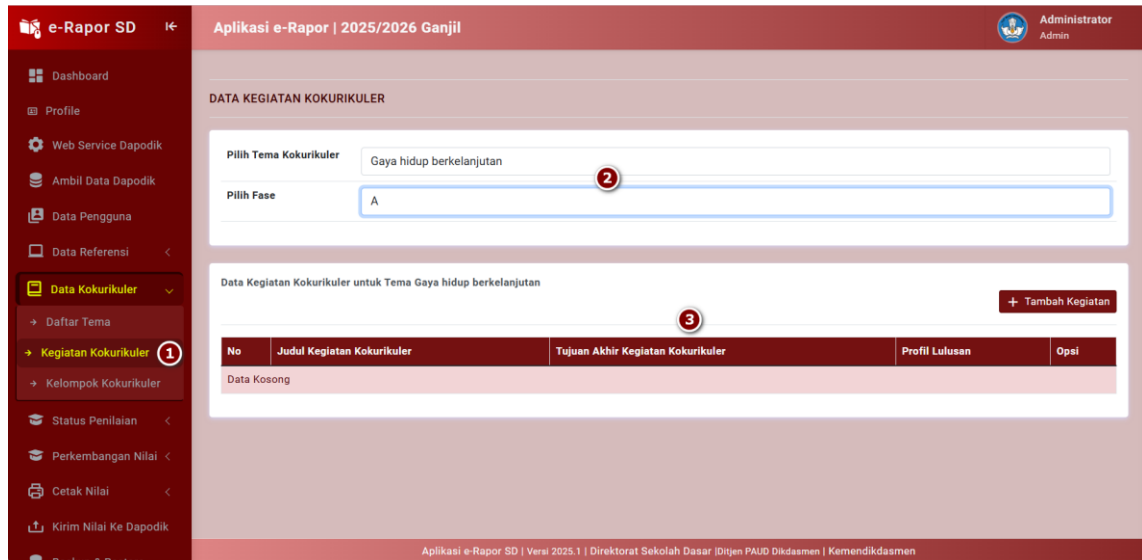 e-Rapor SD
Aplikasi e-Rapor | 2025/2026 Ganjil
Administrator
Admin
Dashboard
Profile
Web Service Dapodik
Ambil Data Dapodik
Data Pengguna
Data Referensi
Data Kokurikuler
Daftar Tema
Kegiatan Kokurikuler 1
Kelompok Kokurikuler
Status Penilaian
Perkembangan Nilai
Cetak Nilai
Kirim Nilai Ke Dapodik
DATA KEGIATAN KOKURIKULER
Pilih Tema Kokurikuler Gaya hidup berkelanjutan
2
Pilih Fase A
Data Kegiatan Kokurikuler untuk Tema Gaya hidup berkelanjutan
+ Tambah Kegiatan
3
No Judul Kegiatan Kokurikuler Tujuan Akhir Kegiatan Kokurikuler Profil Lulusan Opsi
Data Kosong
Aplikasi e-Rapor SD | Versi 2025.1 | Direktorat Sekolah Dasar |Ditjen PAUD Dikdasmen | Kemendikdasmen